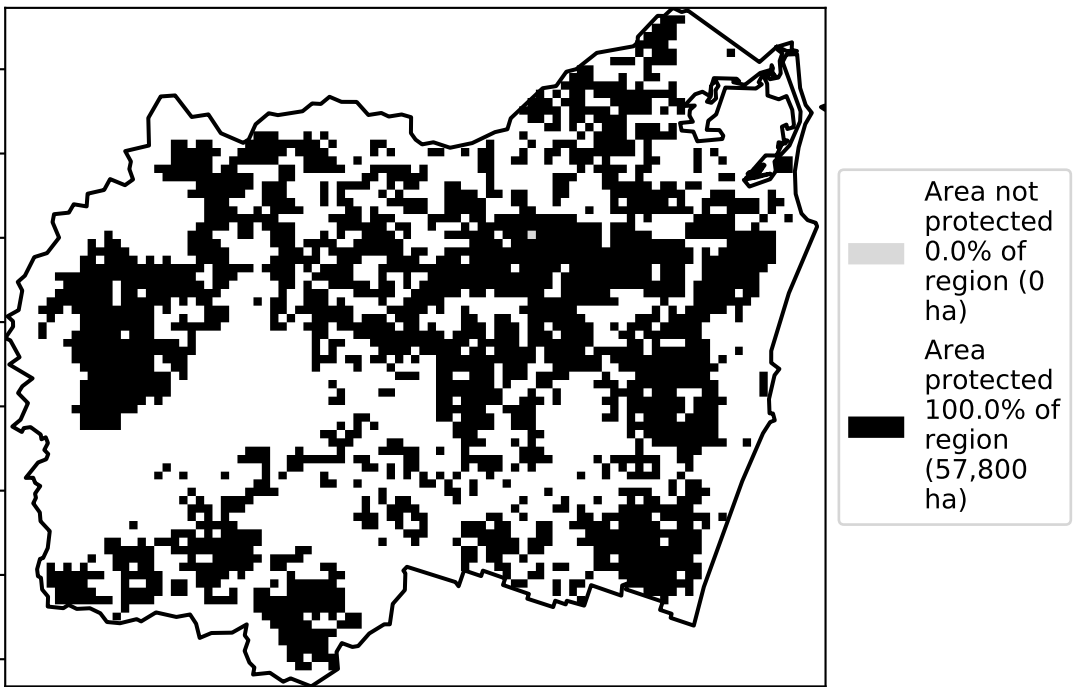 Area not
protected
0.0% of
region (0
ha)
Area
protected
100.0% of
region
(57,800
ha)